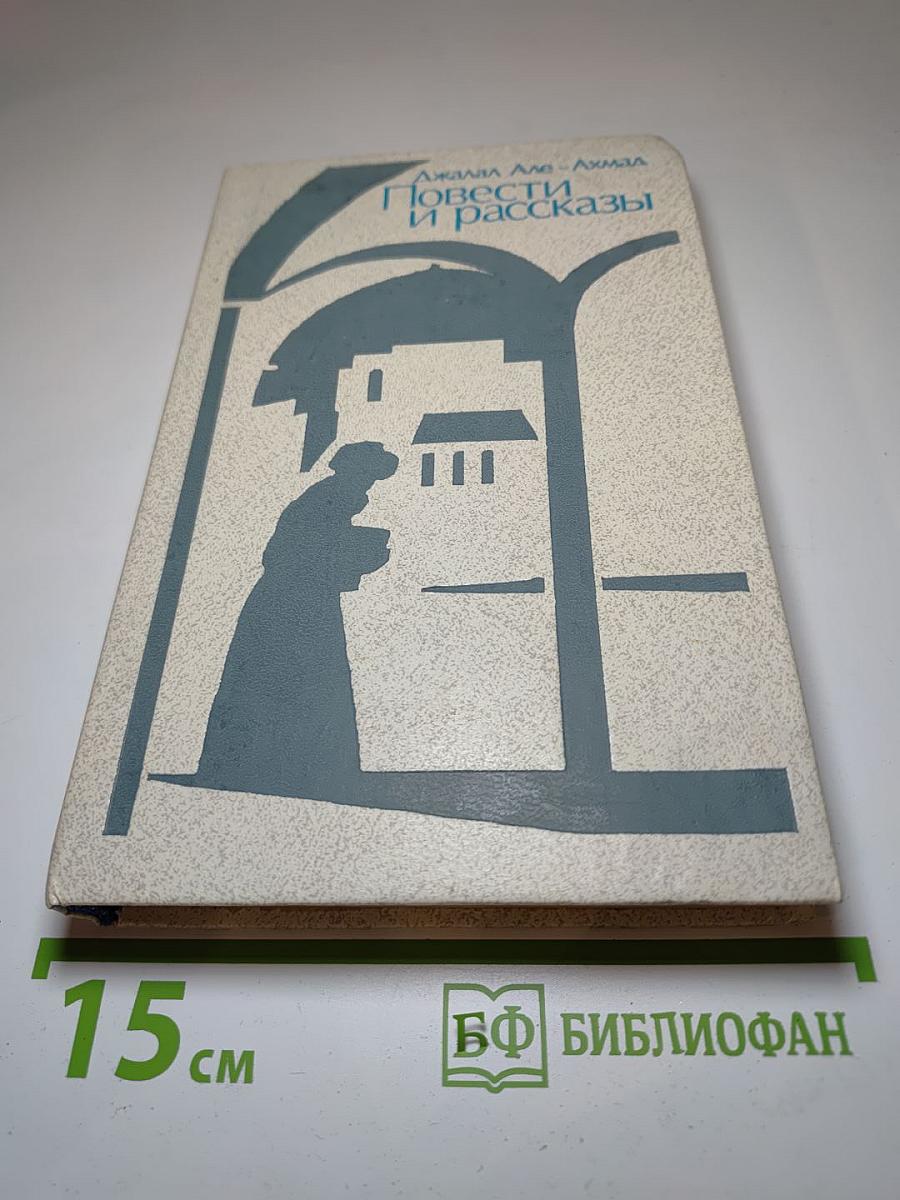 Джалал Але-Ахмад
Повести
и рассказы
15 см
БФ БИБЛИОФАН